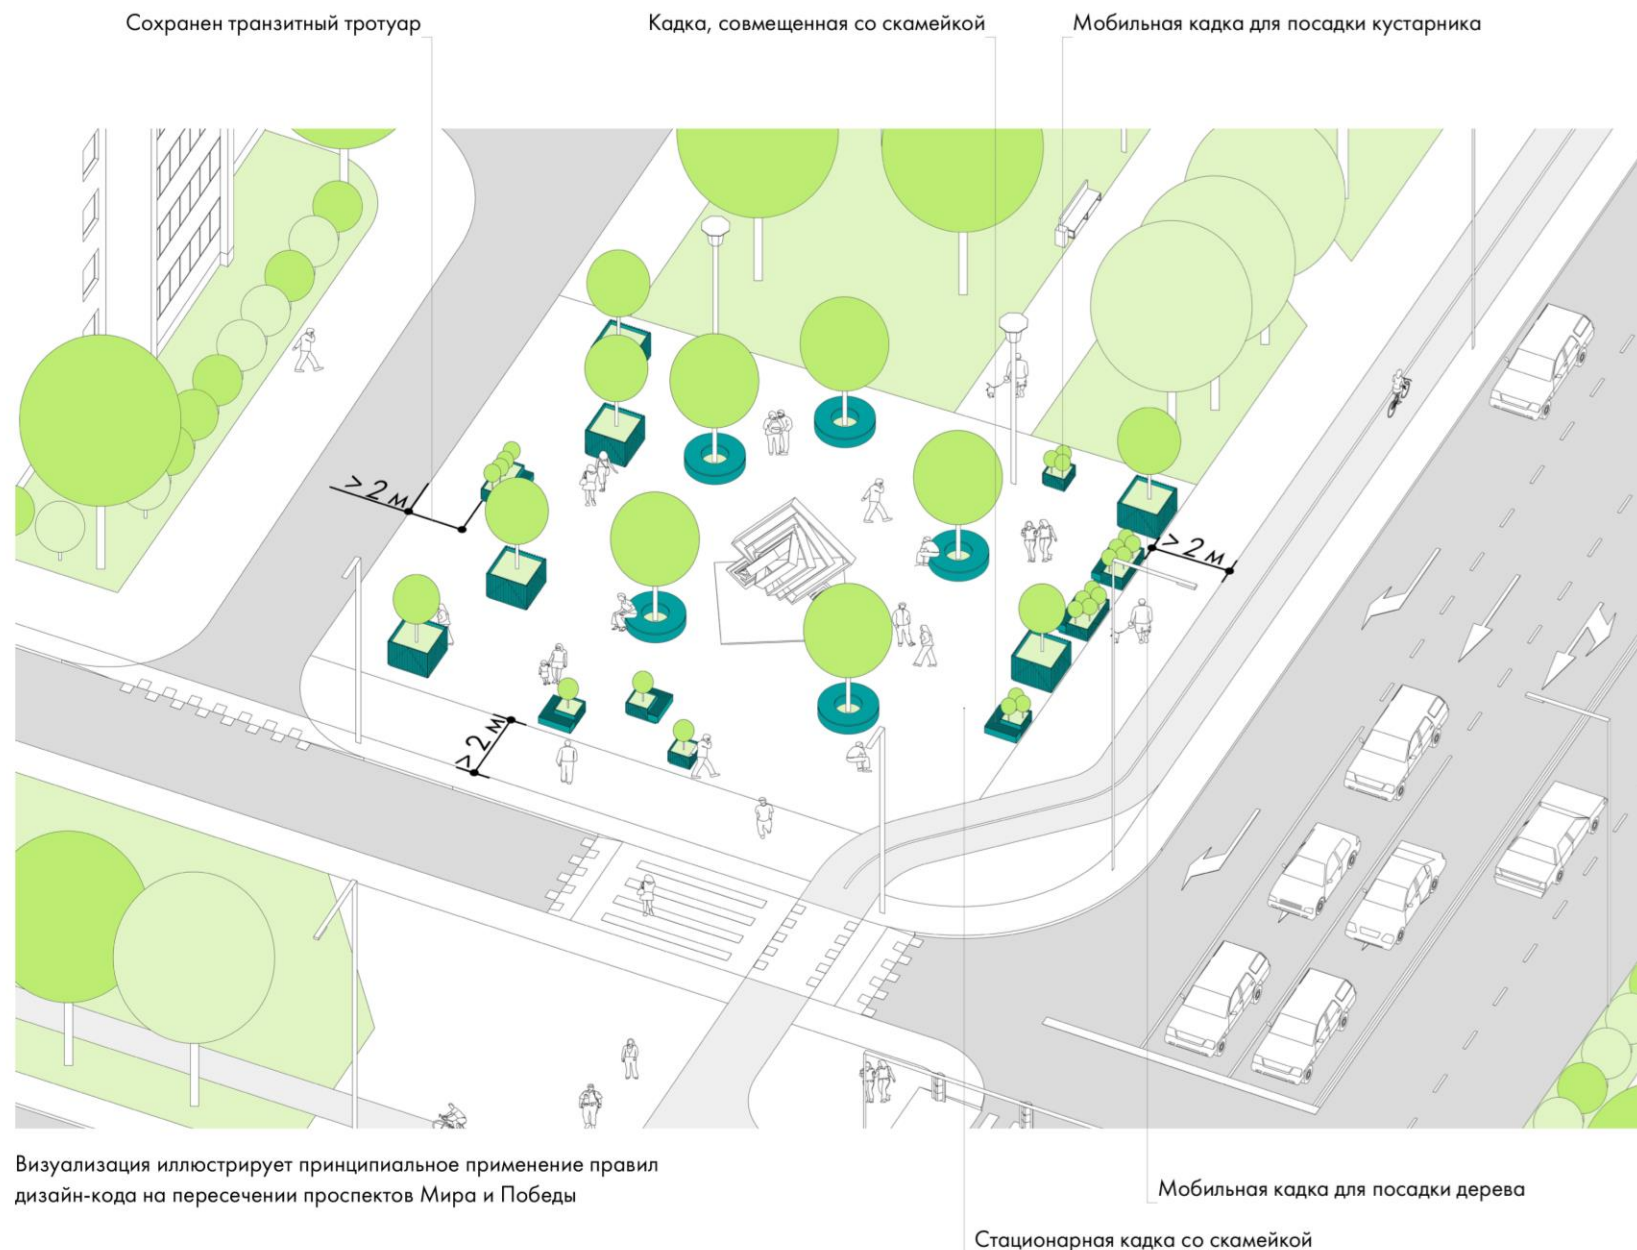 Сохранен транзитный тротуар
Кадка, совмещенная со скамейкой
Мобильная кадка для посадки кустарника
>2 м
>2 м
>2 м
Визуализация иллюстрирует принципиальное применение правил
дизайн-кода на пересечении проспектов Мира и Победы
Мобильная кадка для посадки дерева
Стационарная кадка со скамейкой